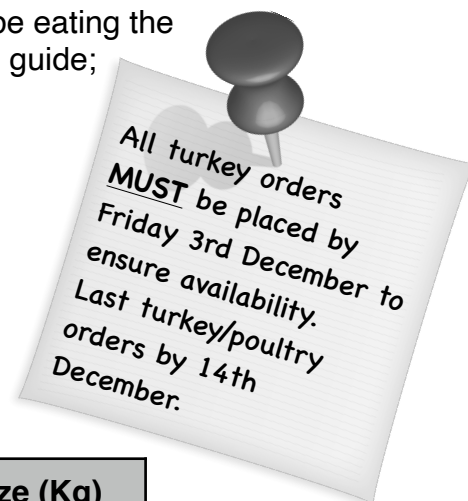 be eating the
guide;
All turkey orders
MUST be placed by
Friday 3rd December to
ensure availability.
Last turkey/poultry
orders by 14th
December.
ze (Kg)